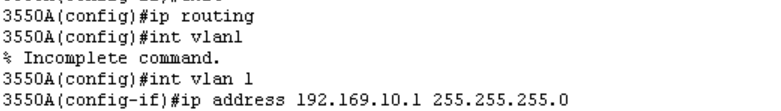 3550A(config)#ip routing
3550A(config)#int vlan1
% Incomplete command.
3550A(config)#int vlan 1
3550A(config-if)#ip address 192.169.10.1 255.255.255.0